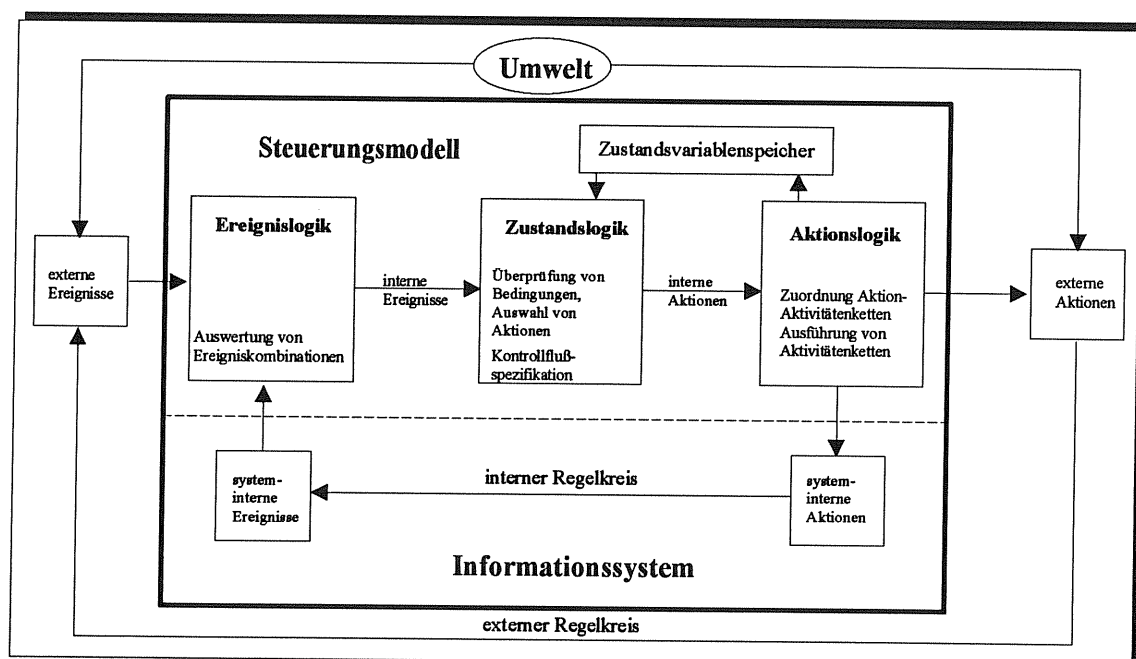 Umwelt
Steuerungsmodell
Zustandsvariablenspeicher
externe
Ereignisse
Ereignislogik
Auswertung von
Ereigniskombinationen
interne
Ereignisse
Zustandslogik
Überprüfung von
Bedingungen,
Auswahl von
Aktionen
Kontrollfluß-
spezifikation
interne
Aktionen
Aktionslogik
Zuordnung Aktion-
Aktivitätenketten
Ausführung von
Aktivitätenketten
externe
Aktionen
system-
interne
Ereignisse
interner Regelkreis
system-
interne
Aktionen
Informationssystem
externer Regelkreis